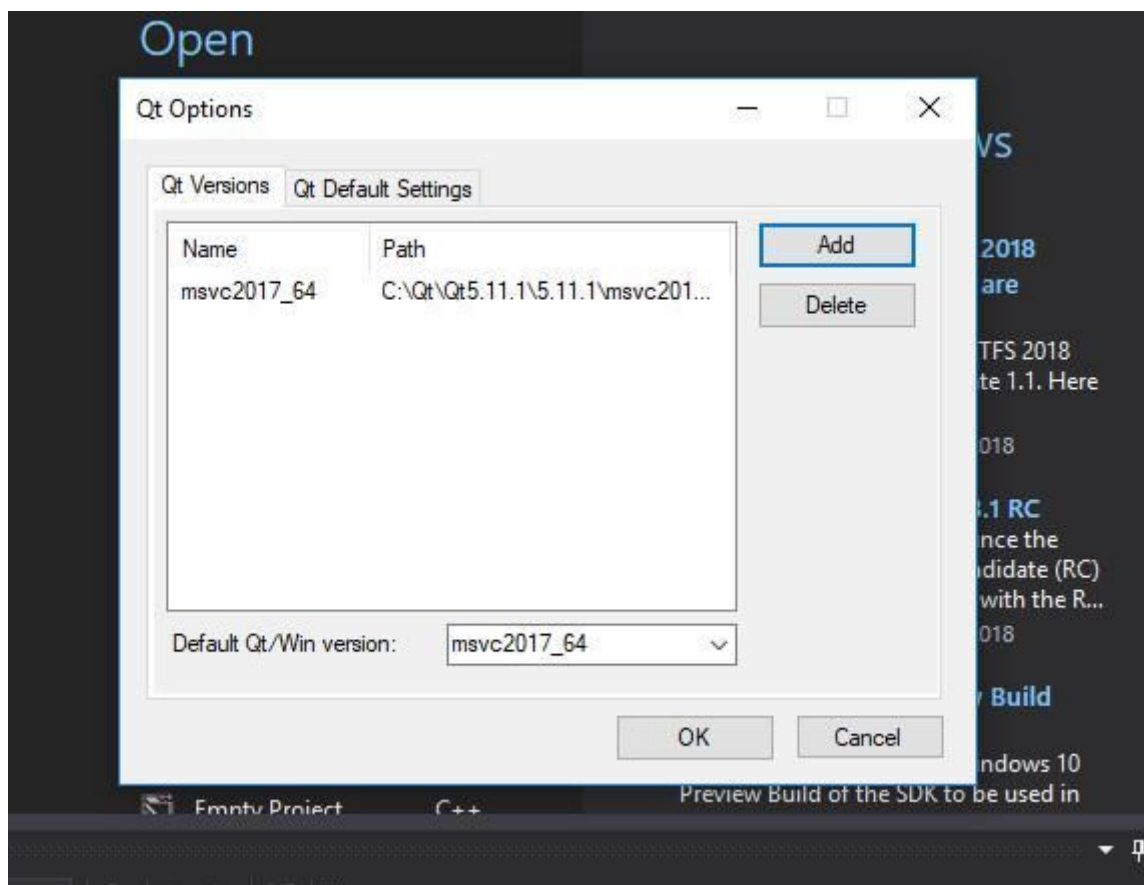 Open
Qt Options
VS
Qt Versions Qt Default Settings
Name Path Add
2018
msvc2017_64 C:\Qt\Qt5.11.1\5.11.1\msvc201...
are
Delete
TFS 2018
te 1.1. Here
018
.1 RC
nce the
didate (RC)
with the R...
018
Default Qt/Win version: msvc2017_64
Build
OK Cancel
ndows 10
Preview Build of the SDK to be used in
Empty Project C++